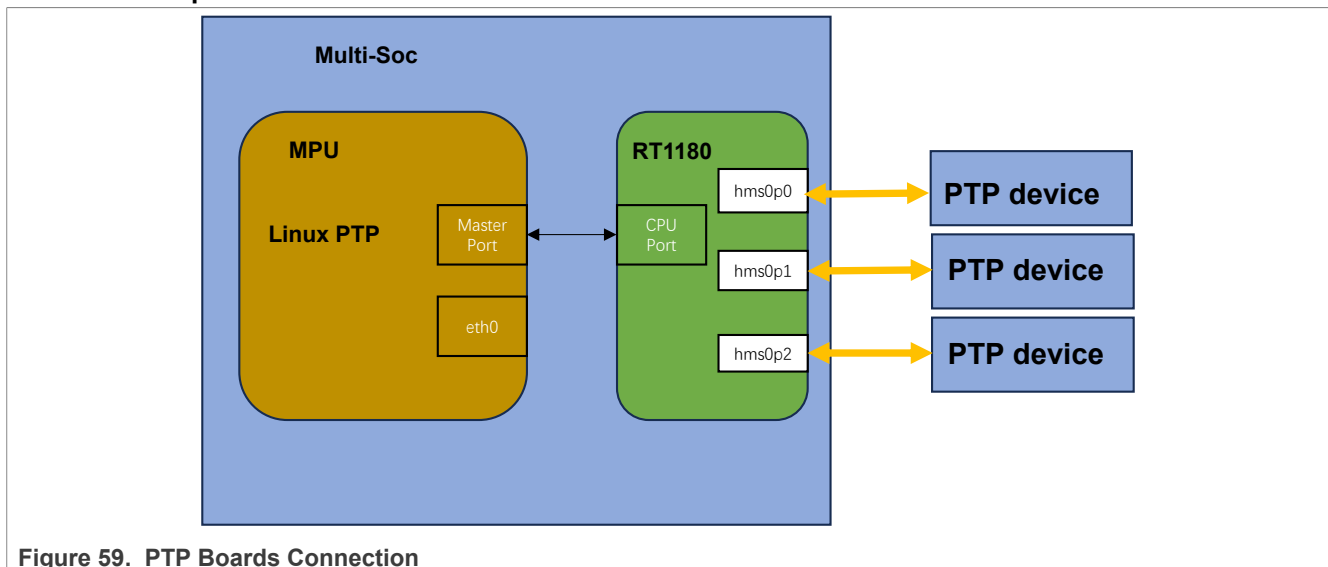 Multi-Soc
MPU
Linux PTP
Master
Port
eth0
RT1180
CPU
Port
hms0p0
hms0p1
hms0p2
PTP device
PTP device
PTP device
Figure 59. PTP Boards Connection